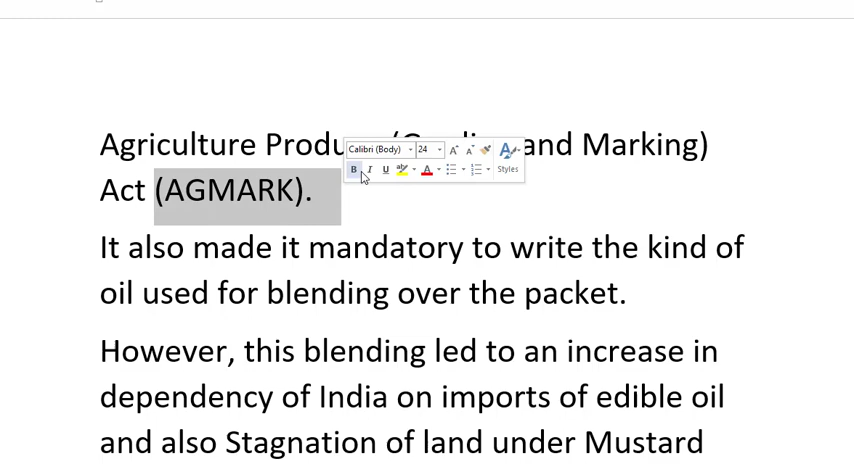 Agriculture and Marking)
Calibri (Body) 24
B I U aby A Styles
Act (AGMARK).
It also made it mandatory to write the kind of
oil used for blending over the packet.
However, this blending led to an increase in
dependency of India on imports of edible oil
and also Stagnation of land under Mustard